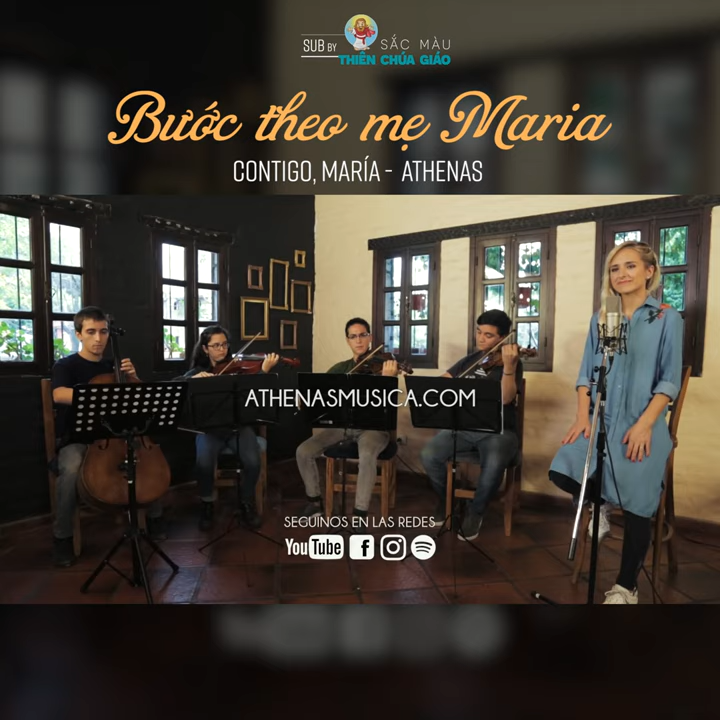 SUB BY SẮC MÀU
THIÊN CHÚA GIÁO
Bước theo mẹ Maria
CONTIGO, MARÍA - ATHENAS
ATHENASMUSICA.COM
SEGUINOS EN LAS REDES
YouTube